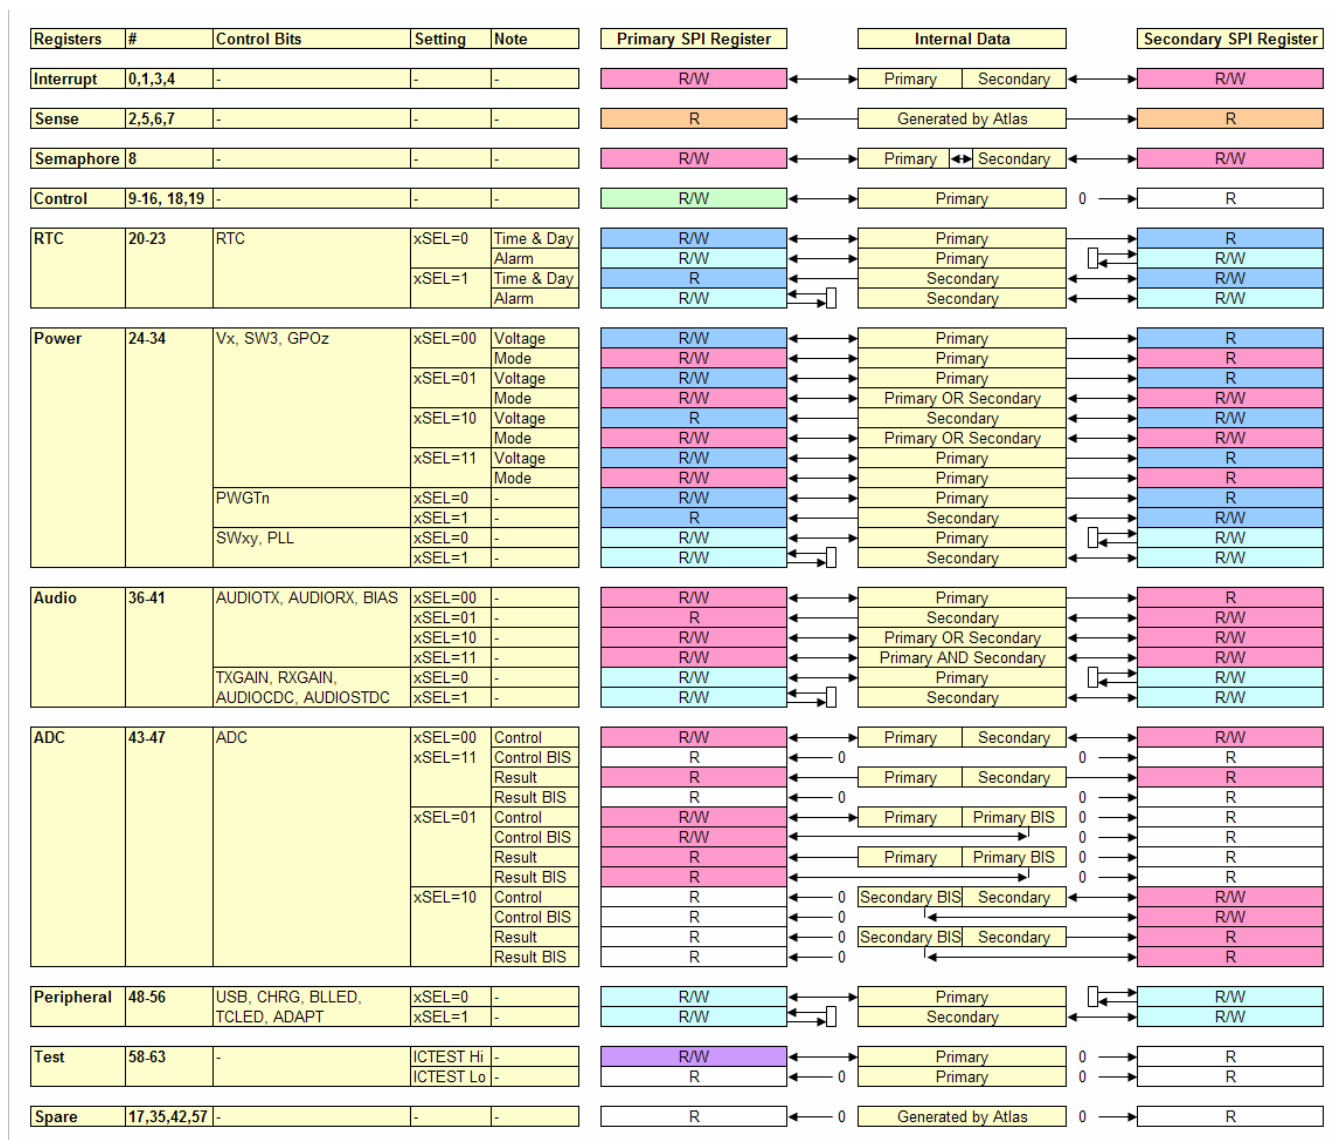 Registers # Control Bits Setting Note Primary SPI Register Internal Data Secondary SPI Register
Interrupt 0,1,3,4 - - - R/W Primary Secondary R/W
Sense 2,5,6,7 - - - R Generated by Atlas R
Semaphore 8 - - - R/W Primary Secondary R/W
Control 9-16, 18,19 - - - R/W Primary 0 R
RTC 20-23 RTC xSEL=0 Time & Day R/W Primary R
Alarm R/W Primary R/W
xSEL=1 Time & Day R Secondary R/W
Alarm R/W Secondary R/W
Power 24-34 Vx, SW3, GPOz xSEL=00 Voltage R/W Primary R
Mode R/W Primary R
xSEL=01 Voltage R/W Primary R
Mode R/W Primary OR Secondary R/W
xSEL=10 Voltage R Secondary R/W
Mode R/W Primary OR Secondary R/W
xSEL=11 Voltage R/W Primary R
Mode R/W Primary R
PWGTn xSEL=0 - R/W Primary R
xSEL=1 - R Secondary R/W
SWxy, PLL xSEL=0 - R/W Primary R/W
xSEL=1 - R/W Secondary R/W
Audio 36-41 AUDIOTX, AUDIORX, BIAS xSEL=00 - R/W Primary R
xSEL=01 - R Secondary R/W
xSEL=10 - R/W Primary OR Secondary R/W
xSEL=11 - R/W Primary AND Secondary R/W
TXGAIN, RXGAIN, xSEL=0 - R/W Primary R/W
AUDIOCDC, AUDIOSTDC xSEL=1 - R/W Secondary R/W
ADC 43-47 ADC xSEL=00 Control R/W Primary Secondary R/W
xSEL=11 Control BIS R 0 0 R
Result R Primary Secondary R
Result BIS R 0 0 R
xSEL=01 Control R/W Primary Primary BIS 0 R
Control BIS R/W 0 R
Result R Primary Primary BIS 0 R
Result BIS R 0 R
xSEL=10 Control R 0 Secondary BIS Secondary R/W
Control BIS R 0 R/W
Result R 0 Secondary BIS Secondary R
Result BIS R 0 R
Peripheral 48-56 USB, CHRG, BLLED, xSEL=0 - R/W Primary R/W
TCLED, ADAPT xSEL=1 - R/W Secondary R/W
Test 58-63 - ICTEST Hi - R/W Primary 0 R
ICTEST Lo - R 0 Primary 0 R
Spare 17,35,42,57 - - - R 0 Generated by Atlas 0 R